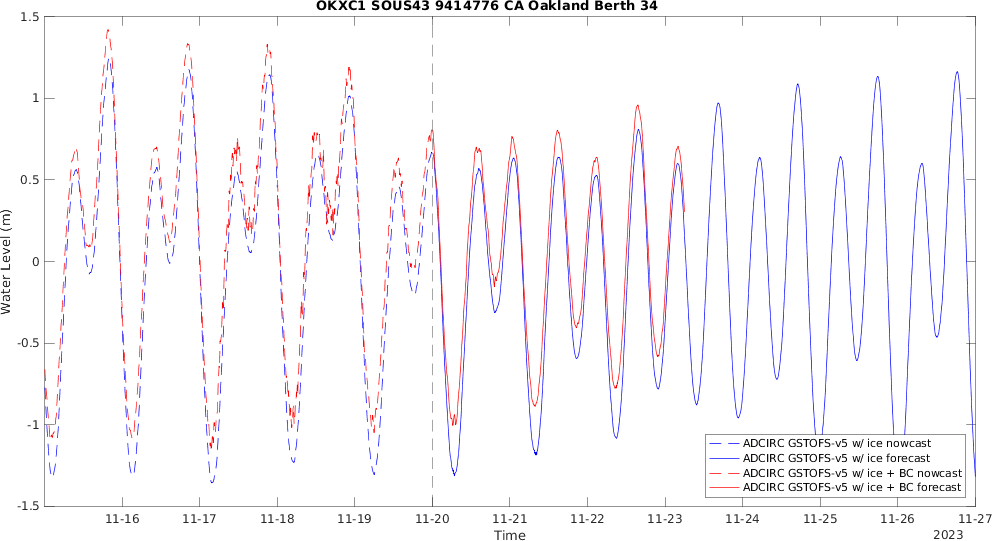 OKXC1 SOUS43 9414776 CA Oakland Berth 34
1.5
1
0.5
0
-0.5
-1
-1.5
Water Level (m)
ADCIRC GSTOFS-v5 w/ ice nowcast
ADCIRC GSTOFS-v5 w/ ice forecast
ADCIRC GSTOFS-v5 w/ ice + BC nowcast
ADCIRC GSTOFS-v5 w/ ice + BC forecast
11-16 11-17 11-18 11-19 11-20 11-21 11-22 11-23 11-24 11-25 11-26 11-27
Time
2023